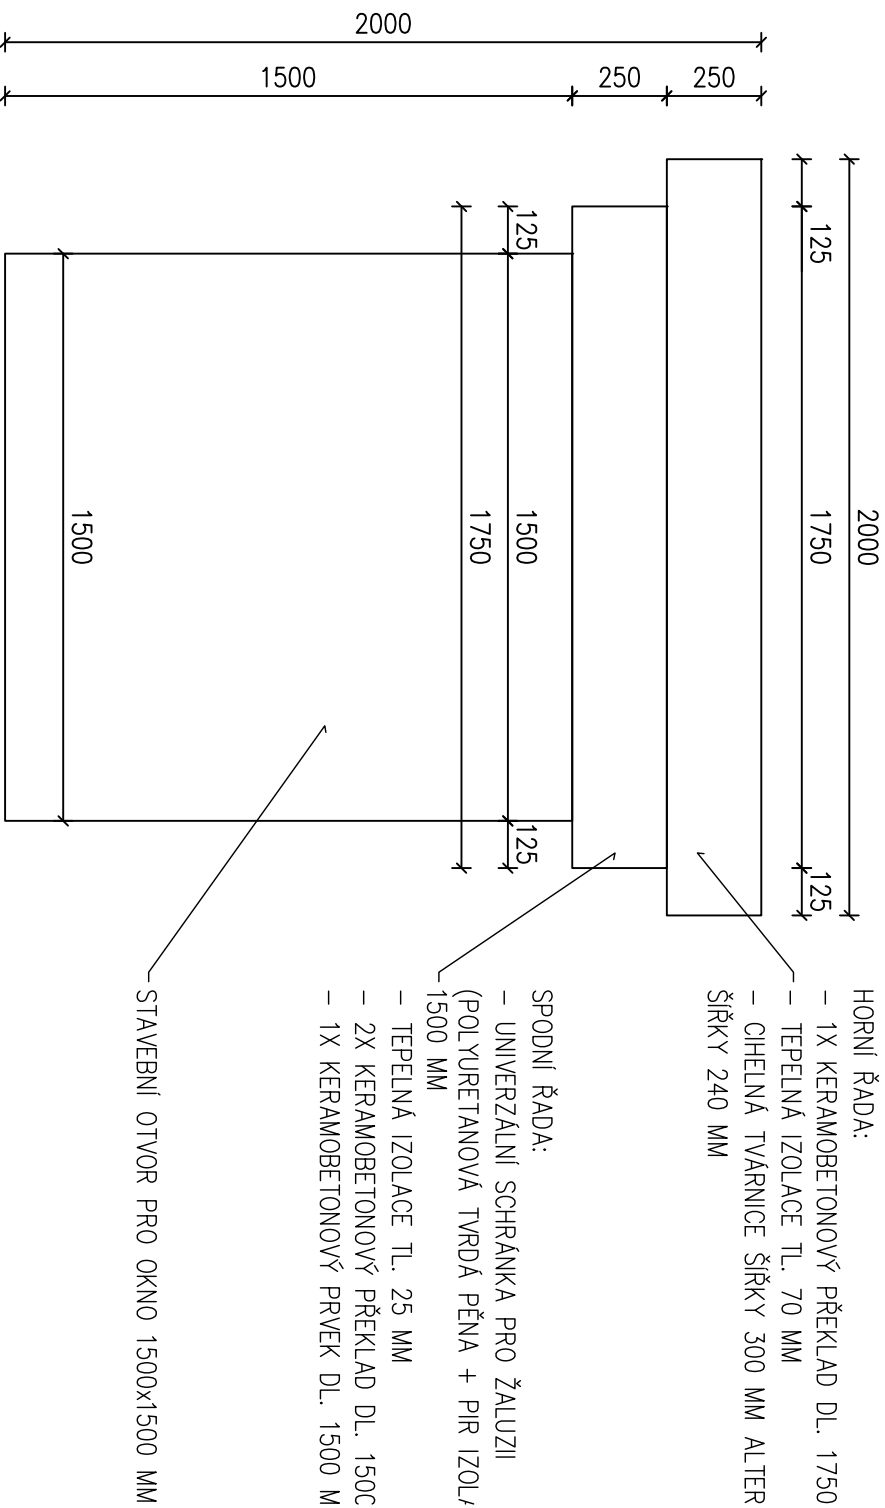 2000
125 1750 125
250
250
2000
1500
125 1500 125
1750
1500
HORNÍ ŘADA:
- 1X KERAMOBETONOVÝ PŘEKLAD DL. 1750
- TEPELNÁ IZOLACE TL. 70 MM
- CIHELNÁ TVÁRNICE ŠÍŘKY 300 MM ALTER
ŠÍŘKY 240 MM
SPODNÍ ŘADA:
- UNIVERZÁLNÍ SCHRÁNKA PRO ŽALUZII
(POLYURETANOVÁ TVRDÁ PĚNA + PIR
1500 MM
- TEPELNÁ IZOLACE TL. 25 MM
- 2X KERAMOBETONOVÝ PŘEKLAD DL.
- 1X KERAMOBETONOVÝ PRVEK DL. 1500 M
STAVEBNÍ OTVOR PRO OKNO 1500x1500 MM